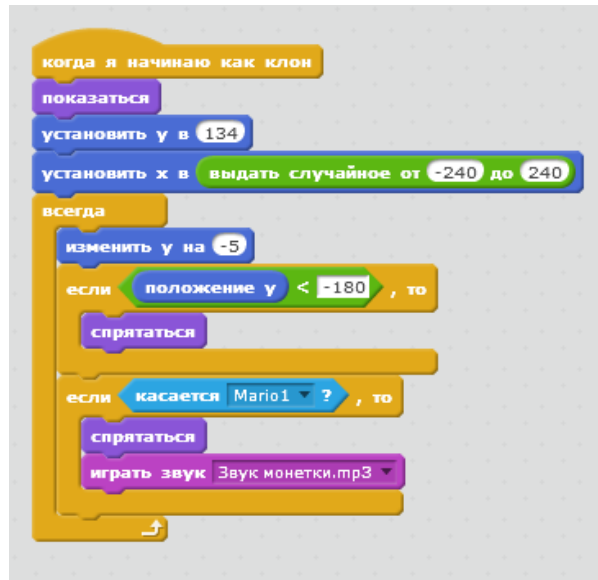 когда я начинаю как клон
показаться
установить y в 134
установить x в выдать случайное от -240 до 240
всегда
изменить y на -5
если положение y < -180 , то
спрятаться
если касается Mario1 ? , то
спрятаться
играть звук Звук монетки.mp3